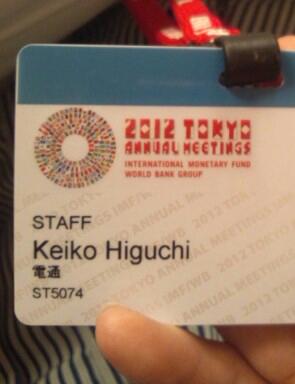 2012 TOKYO
ANNUAL MEETINGS
INTERNATIONAL MONETARY FUND
WORLD BANK GROUP
STAFF
Keiko Higuchi
電通
ST5074